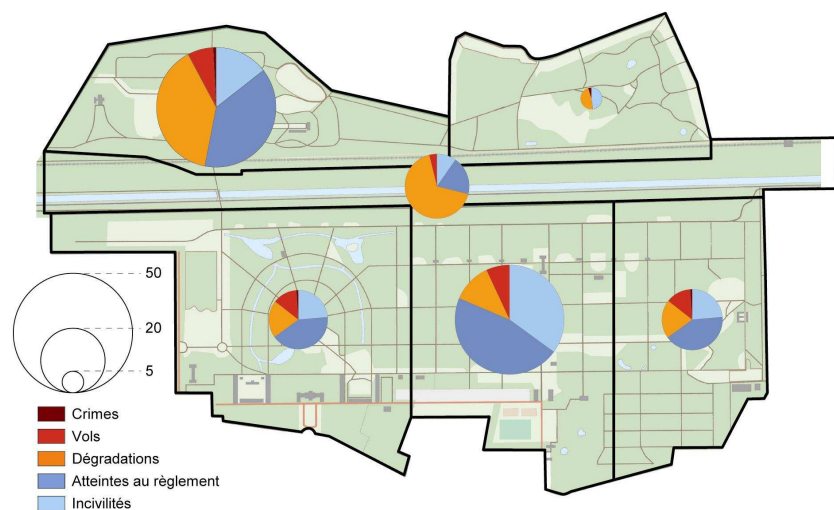 50
20
5
Crimes
Vols
Dégradations
Atteintes au règlement
Incivilités